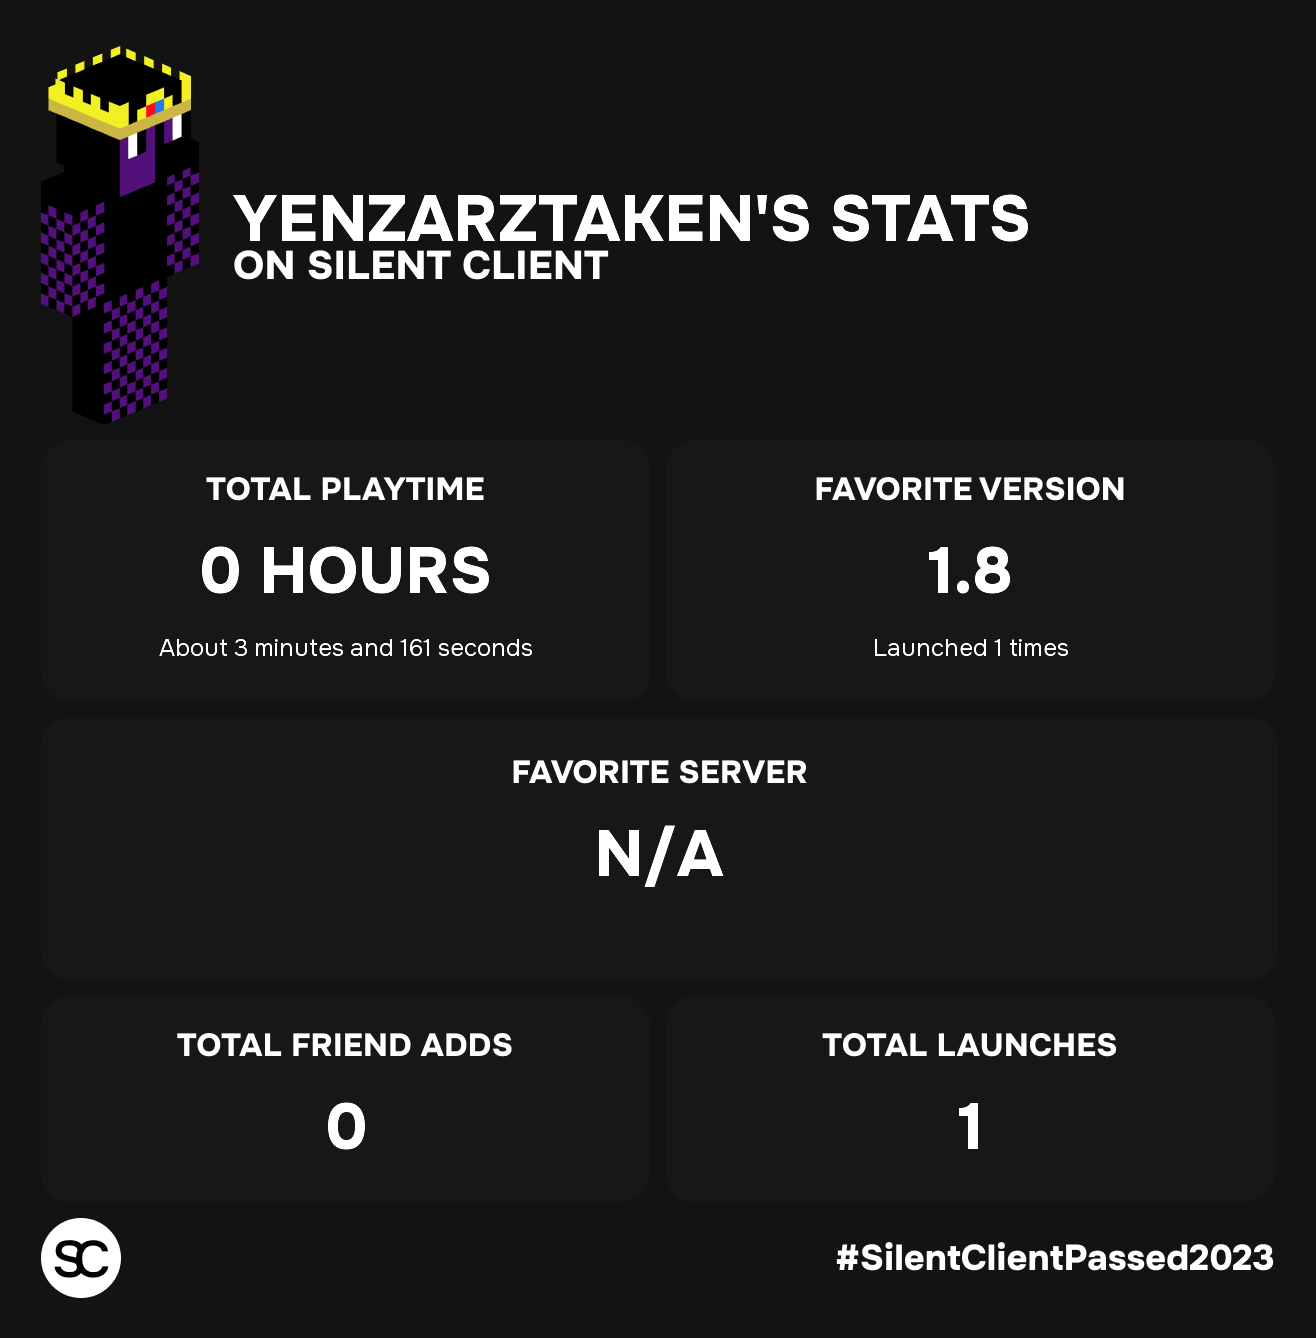 YENZARZTAKEN'S STATS
ON SILENT CLIENT
TOTAL PLAYTIME
0 HOURS
About 3 minutes and 161 seconds
FAVORITE VERSION
1.8
Launched 1 times
FAVORITE SERVER
N/A
TOTAL FRIEND ADDS
0
TOTAL LAUNCHES
1
SC
#SilentClientPassed2023